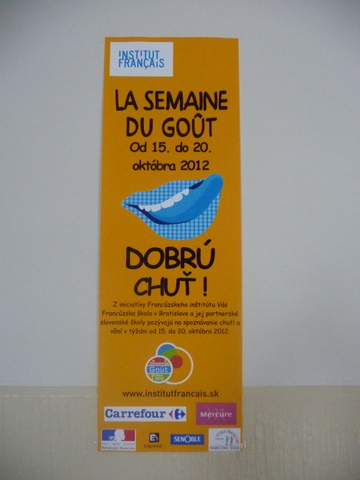 INSTITUT
FRANÇAIS
LA SEMAINE
DU GOÛT
Od 15. do 20.
októbra 2012
DOBRÚ
CHUŤ !
Z iniciatívy Francúzskeho inštitútu Vás
Francúzska škola v Bratislave a jej partnerské
slovenské školy pozývajú na spoznávanie chutí a
vôní v týždni od 15. do 20. októbra 2012.
Goût
www.institutfrancais.sk
Carrefour
Mercure
SENOBLE